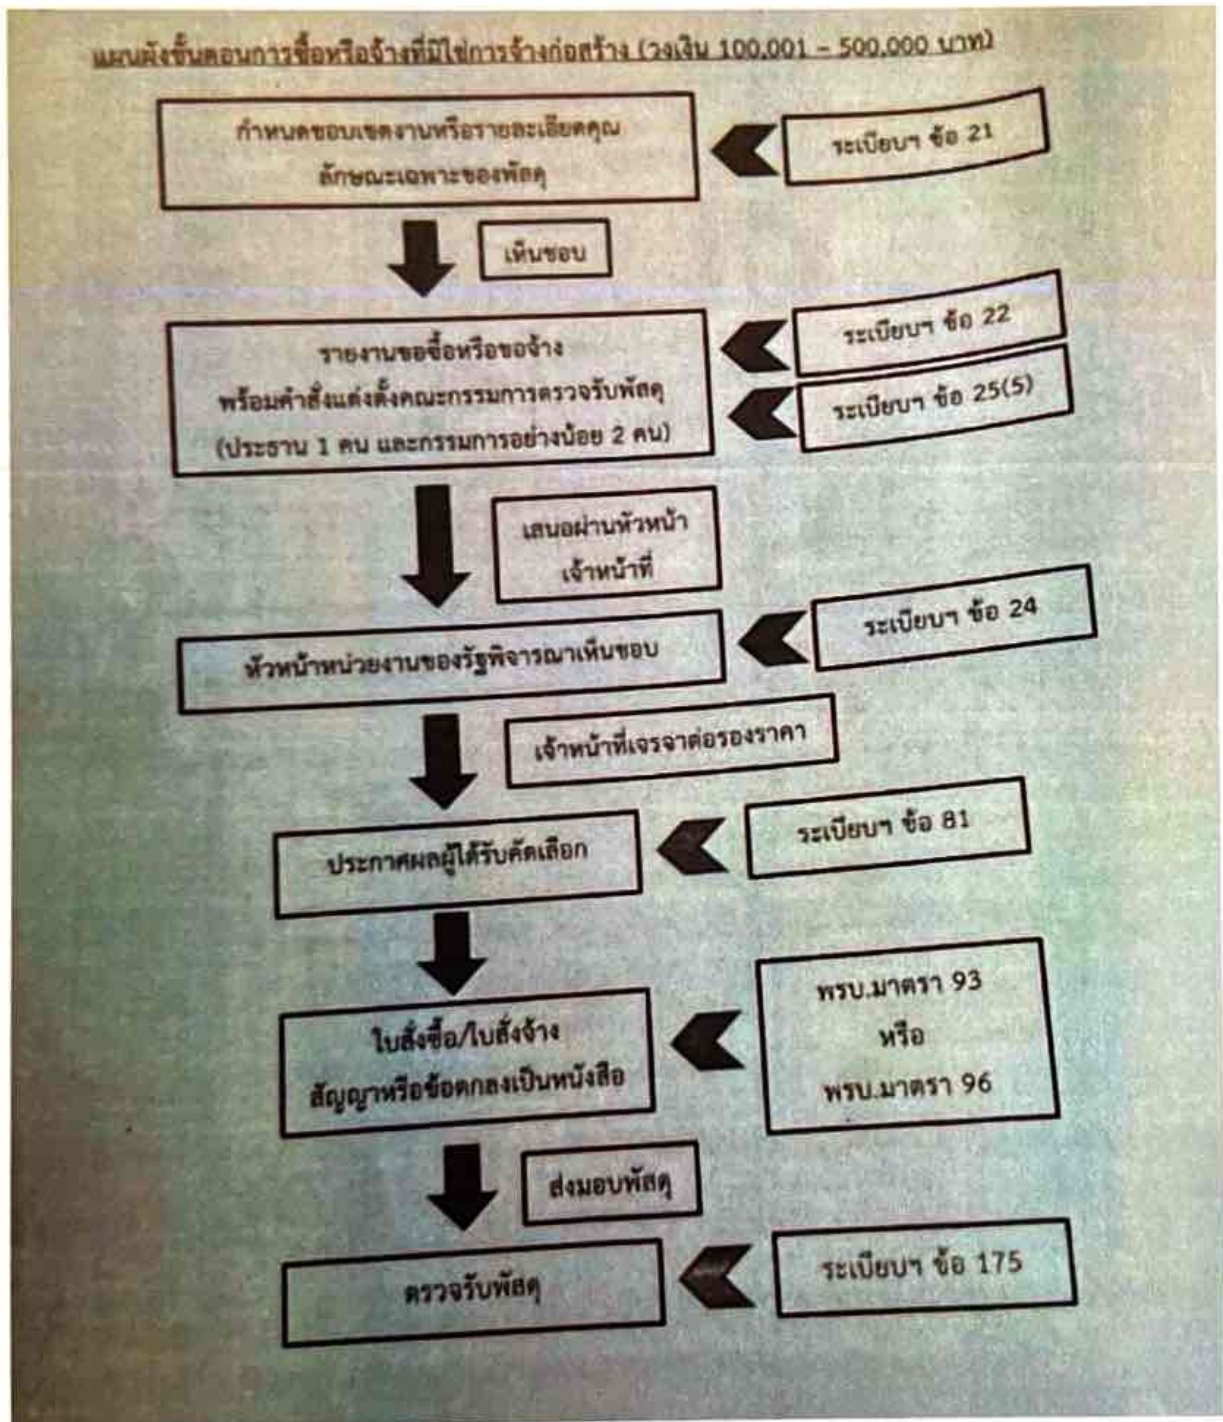 แผนผังขั้นตอนการซื้อหรือจ้างที่มิใช่การจ้างก่อสร้าง (วงเงิน 100,001 – 500,000 บาท)
กำหนดขอบเขตงานหรือรายละเอียดคุณ
ลักษณะเฉพาะของพัสดุ
ระเบียบฯ ข้อ 21
เห็นชอบ
รายงานขอซื้อหรือขอจ้าง
พร้อมคำสั่งแต่งตั้งคณะกรรมการตรวจรับพัสดุ
(ประธาน 1 คน และกรรมการอย่างน้อย 2 คน)
ระเบียบฯ ข้อ 22
ระเบียบฯ ข้อ 25(5)
เสนอผ่านหัวหน้า
เจ้าหน้าที่
หัวหน้าหน่วยงานของรัฐพิจารณาเห็นชอบ
ระเบียบฯ ข้อ 24
เจ้าหน้าที่เจรจาต่อรองราคา
ประกาศผลผู้ได้รับคัดเลือก
ระเบียบฯ ข้อ 81
ใบสั่งซื้อ/ใบสั่งจ้าง
สัญญาหรือข้อตกลงเป็นหนังสือ
พรบ.มาตรา 93
หรือ
พรบ.มาตรา 96
ส่งมอบพัสดุ
ตรวจรับพัสดุ
ระเบียบฯ ข้อ 175